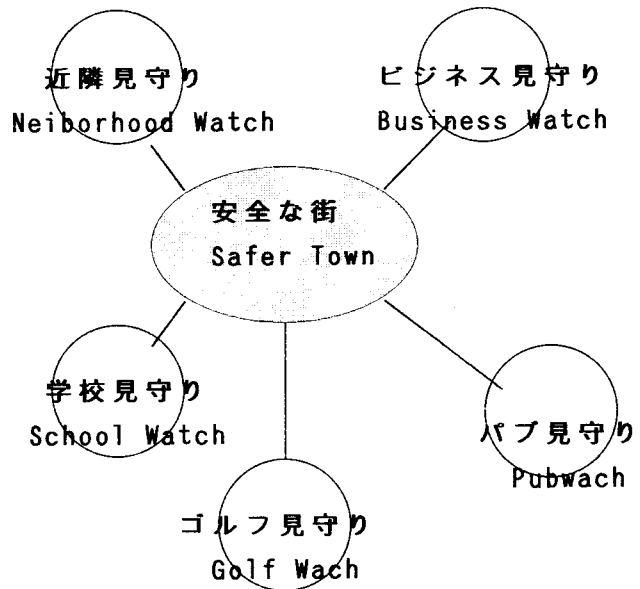 近隣見守り
Neiborhood Watch
ビジネス見守り
Business Watch
安全な街
Safer Town
学校見守り
School Watch
パブ見守り
Pubwach
ゴルフ見守り
Golf Wach